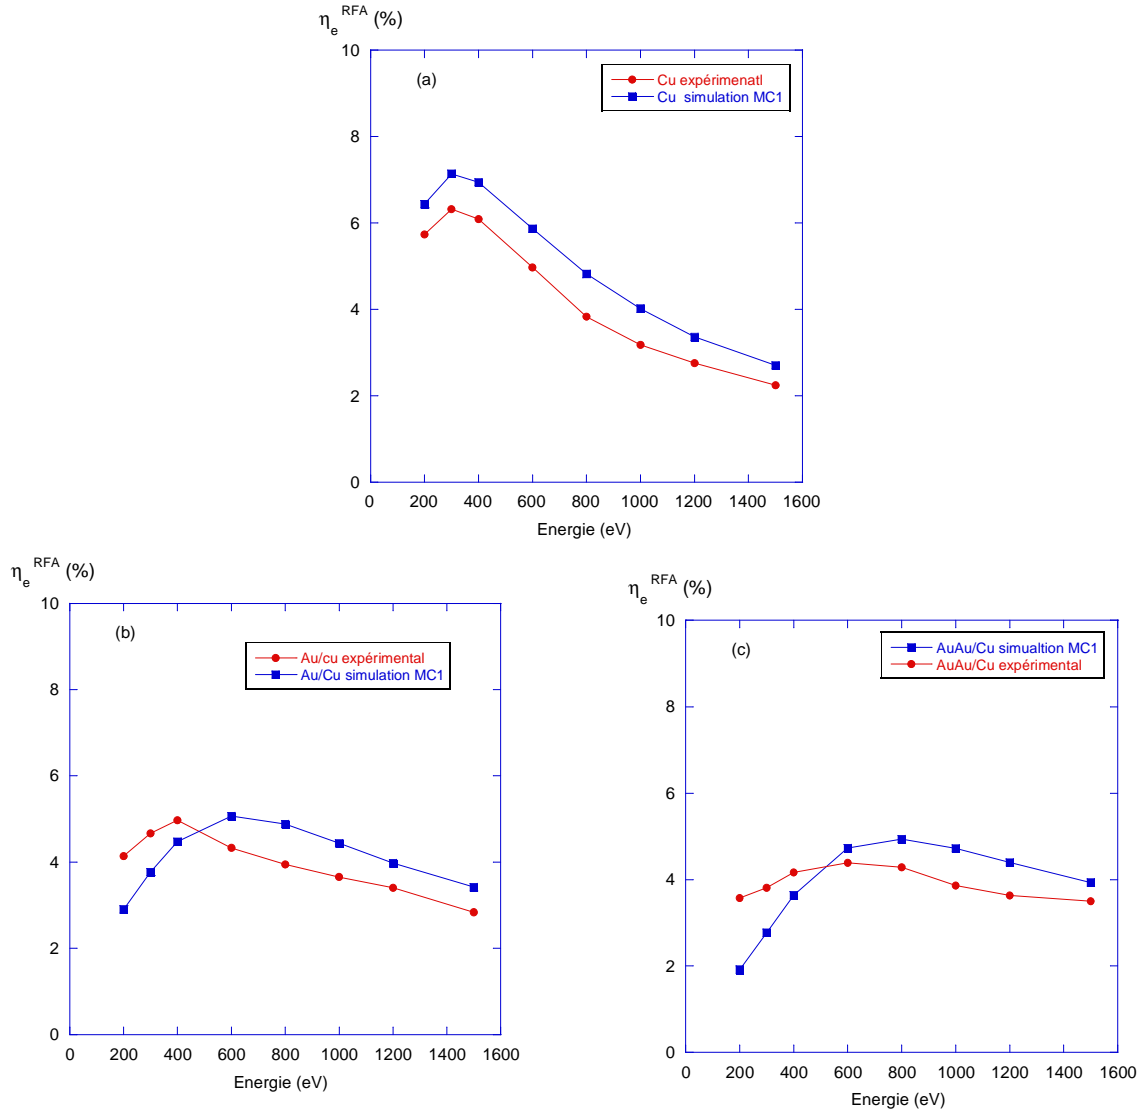 η_e^RFA (%)
10
(a)
Cu expérimenatl
Cu simulation MC1
8
6
4
2
0
0 200 400 600 800 1000 1200 1400 1600
Energie (eV)
η_e^RFA (%)
10
(b)
Au/cu expérimental
Au/Cu simulation MC1
8
6
4
2
0
0 200 400 600 800 1000 1200 1400 1600
Energie (eV)
η_e^RFA (%)
10
(c)
AuAu/Cu simualtion MC1
AuAu/Cu expérimental
8
6
4
2
0
0 200 400 600 800 1000 1200 1400 1600
Energie (eV)